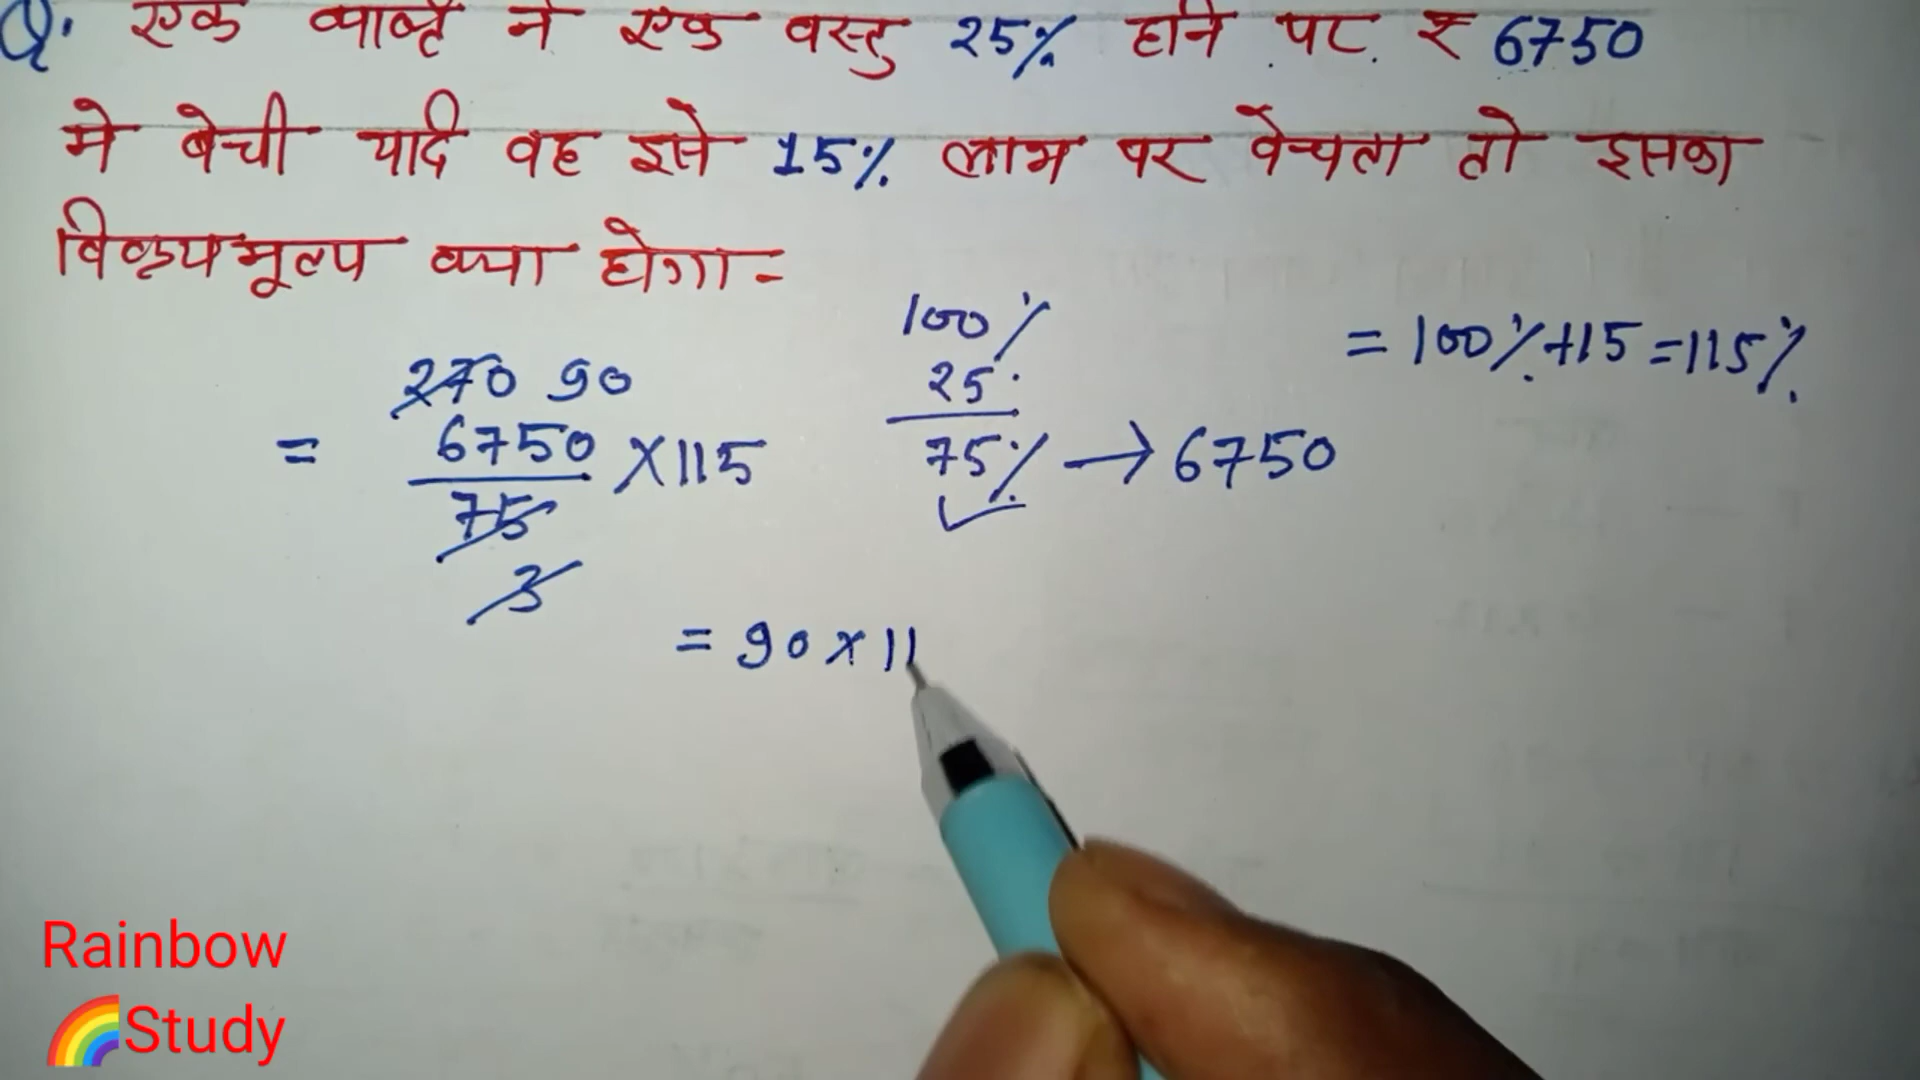 Q. एक व्यक्ति ने एक वस्तु 25% हानि पर ₹ 6750
मे बेची यदि वह इसे 15% लाभ पर बेचता तो इसका
विक्रयमूल्य क्या होगा =
100%
= 100% + 15 = 115%
270 90
25
= 6750 × 115
75% → 6750
75
3
= 90 × 11
Rainbow
Study